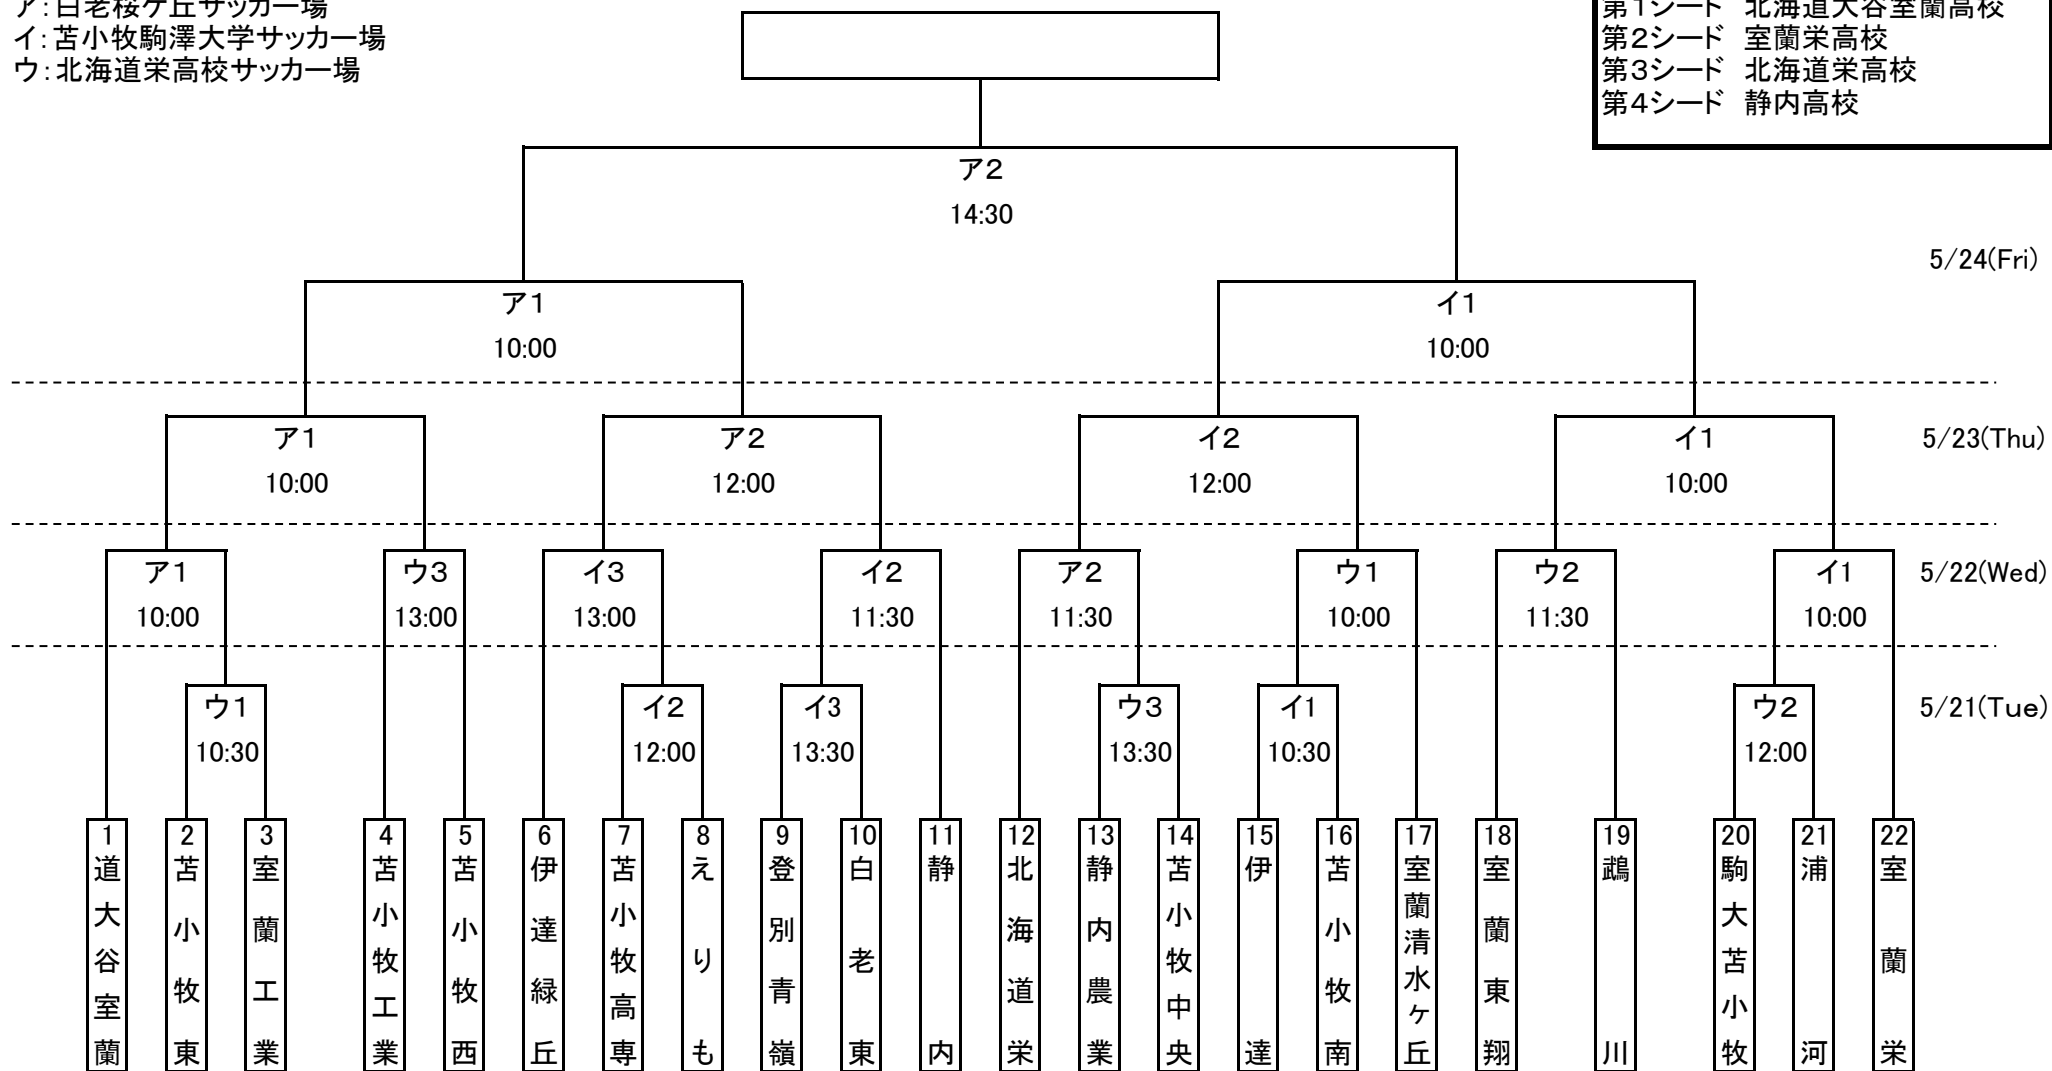 ア：白老桜ケ丘サッカー場
イ：苫小牧駒澤大学サッカー場
ウ：北海道栄高校サッカー場
第１シード　北海道大谷室蘭高校
第２シード　室蘭栄高校
第３シード　北海道栄高校
第４シード　静内高校
ア２
14:30
5/24(Fri)
ア１
10:00
イ1
10:00
ア１
10:00
ア２
12:00
イ２
12:00
イ1
10:00
5/23(Thu)
ア１
10:00
ウ３
13:00
イ３
13:00
イ２
11:30
ア２
11:30
ウ１
10:00
ウ２
11:30
イ1
10:00
5/22(Wed)
ウ１
10:30
イ２
12:00
イ3
13:30
ウ３
13:30
イ1
10:30
ウ２
12:00
5/21(Tue)
1 道大谷室蘭
2 苫小牧東
3 室蘭工業
4 苫小牧工業
5 苫小牧西
6 伊達緑丘
7 苫小牧高専
8 えりも
9 登別青嶺
10 白老東
11 静内
12 北海道栄
13 静内農業
14 苫小牧中央
15 伊達
16 苫小牧南
17 室蘭清水ヶ丘
18 室蘭東翔
19 鵡川
20 駒大苫小牧
21 浦河
22 室蘭栄